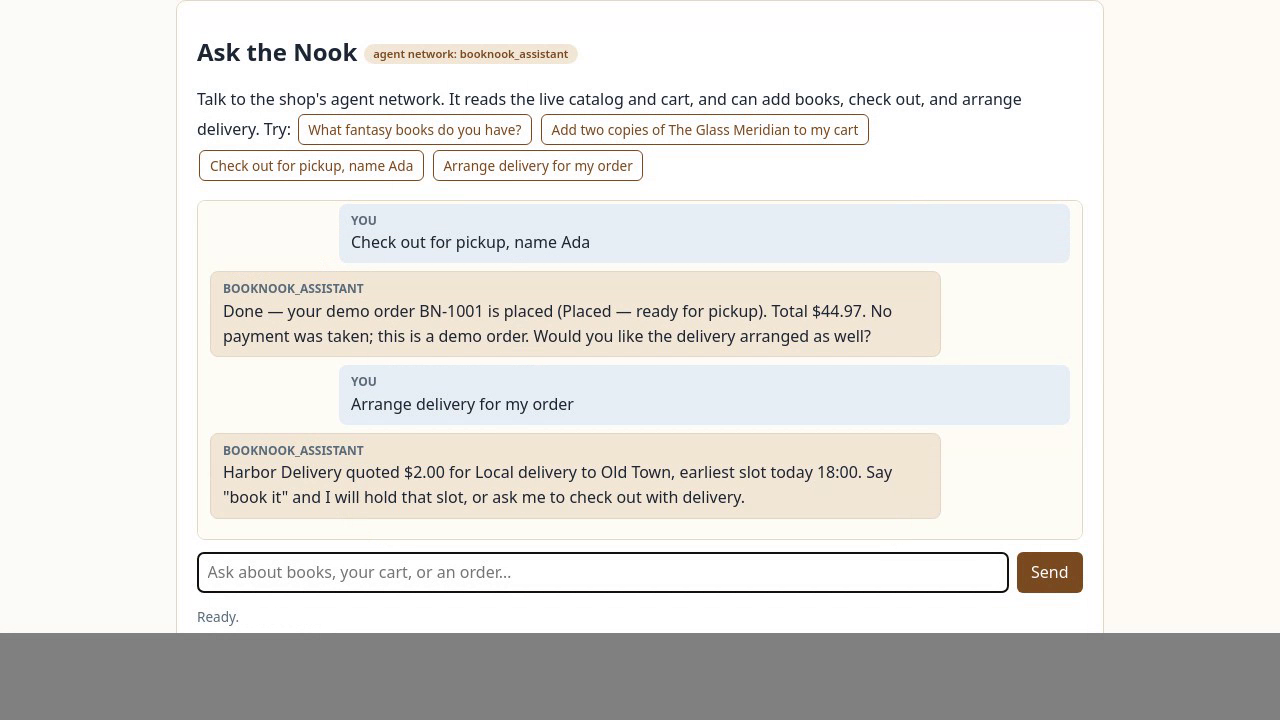 Ask the Nook agent network: booknook_assistant
Talk to the shop's agent network. It reads the live catalog and cart, and can add books, check out, and arrange
delivery. Try: What fantasy books do you have? Add two copies of The Glass Meridian to my cart
Check out for pickup, name Ada Arrange delivery for my order
YOU
Check out for pickup, name Ada
BOOKNOOK_ASSISTANT
Done — your demo order BN-1001 is placed (Placed — ready for pickup). Total $44.97. No
payment was taken; this is a demo order. Would you like the delivery arranged as well?
YOU
Arrange delivery for my order
BOOKNOOK_ASSISTANT
Harbor Delivery quoted $2.00 for Local delivery to Old Town, earliest slot today 18:00. Say
"book it" and I will hold that slot, or ask me to check out with delivery.
Ask about books, your cart, or an order... Send
Ready.